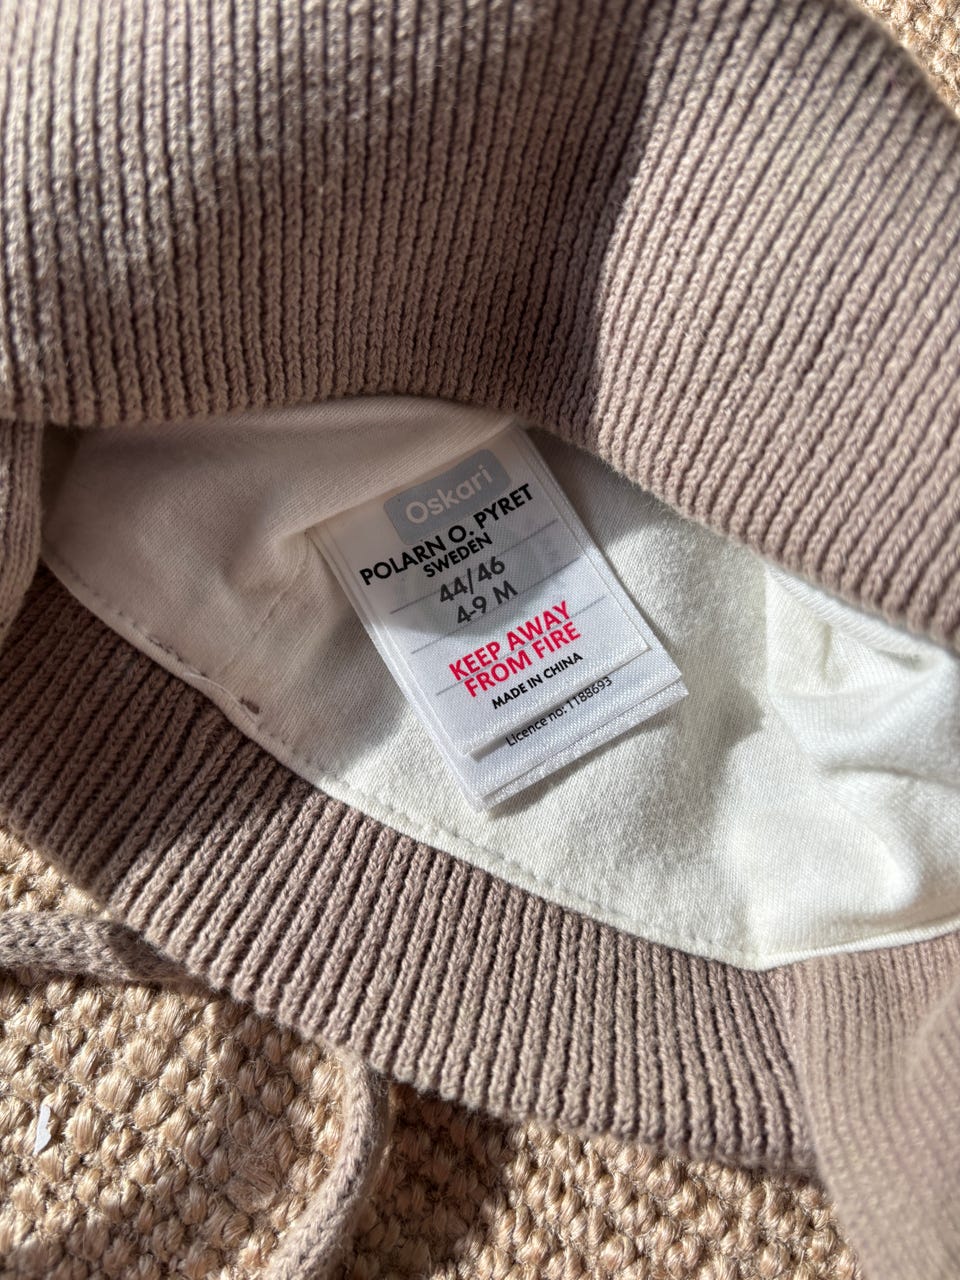 Oskari
POLARN O. PYRET
SWEDEN
44/46
4-9 M
KEEP AWAY
FROM FIRE
MADE IN CHINA
Licence no: 1188693